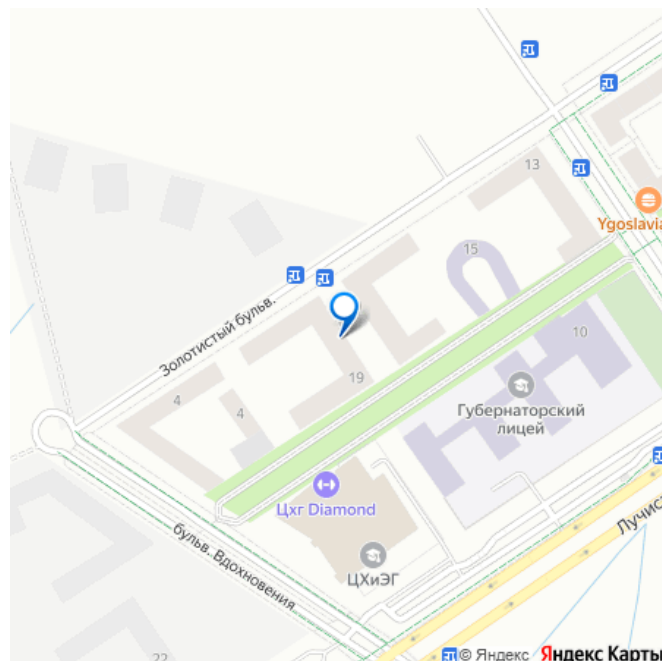 13
Ygoslavia
15
Золотистый бульв.
10
19
4
4
Губернаторский
лицей
Цхг Diamond
бульв. Вдохновения
ЦХиЭГ
Лучис
22
© Яндекс Яндекс Карты